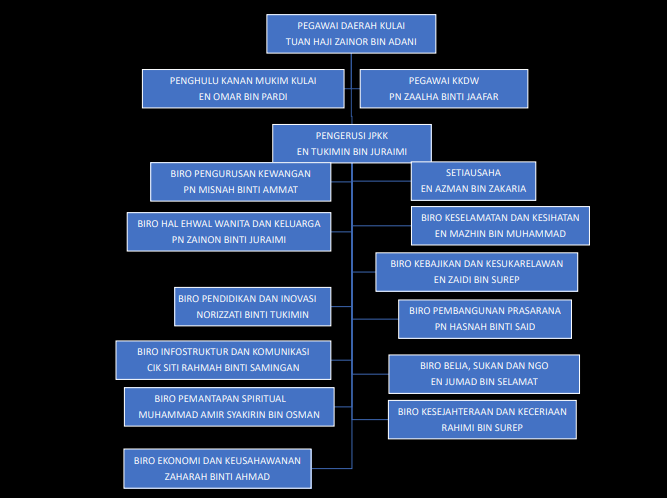 PEGAWAI DAERAH KULAI
TUAN HAJI ZAINOR BIN ADANI
PENGHULU KANAN MUKIM KULAI
EN OMAR BIN PARDI
PEGAWAI KKDW
PN ZAALHA BINTI JAAFAR
PENGERUSI JPKK
EN TUKIMIN BIN JURAIMI
BIRO PENGURUSAN KEWANGAN
PN MISNAH BINTI AMMAT
SETIAUSAHA
EN AZMAN BIN ZAKARIA
BIRO HAL EHWAL WANITA DAN KELUARGA
PN ZAINON BINTI JURAIMI
BIRO KESELAMATAN DAN KESIHATAN
EN MAZHIN BIN MUHAMMAD
BIRO KEBAJIKAN DAN KESUKARELAWAN
EN ZAIDI BIN SUREP
BIRO PENDIDIKAN DAN INOVASI
NORIZZATI BINTI TUKIMIN
BIRO PEMBANGUNAN PRASARANA
PN HASNAH BINTI SAID
BIRO INFOSTRUKTUR DAN KOMUNIKASI
CIK SITI RAHMAH BINTI SAMINGAN
BIRO BELIA, SUKAN DAN NGO
EN JUMAD BIN SELAMAT
BIRO PEMANTAPAN SPIRITUAL
MUHAMMAD AMIR SYAKIRIN BIN OSMAN
BIRO KESEJAHTERAAN DAN KECERIAAN
RAHIMI BIN SUREP
BIRO EKONOMI DAN KEUSAHAWANAN
ZAHARAH BINTI AHMAD